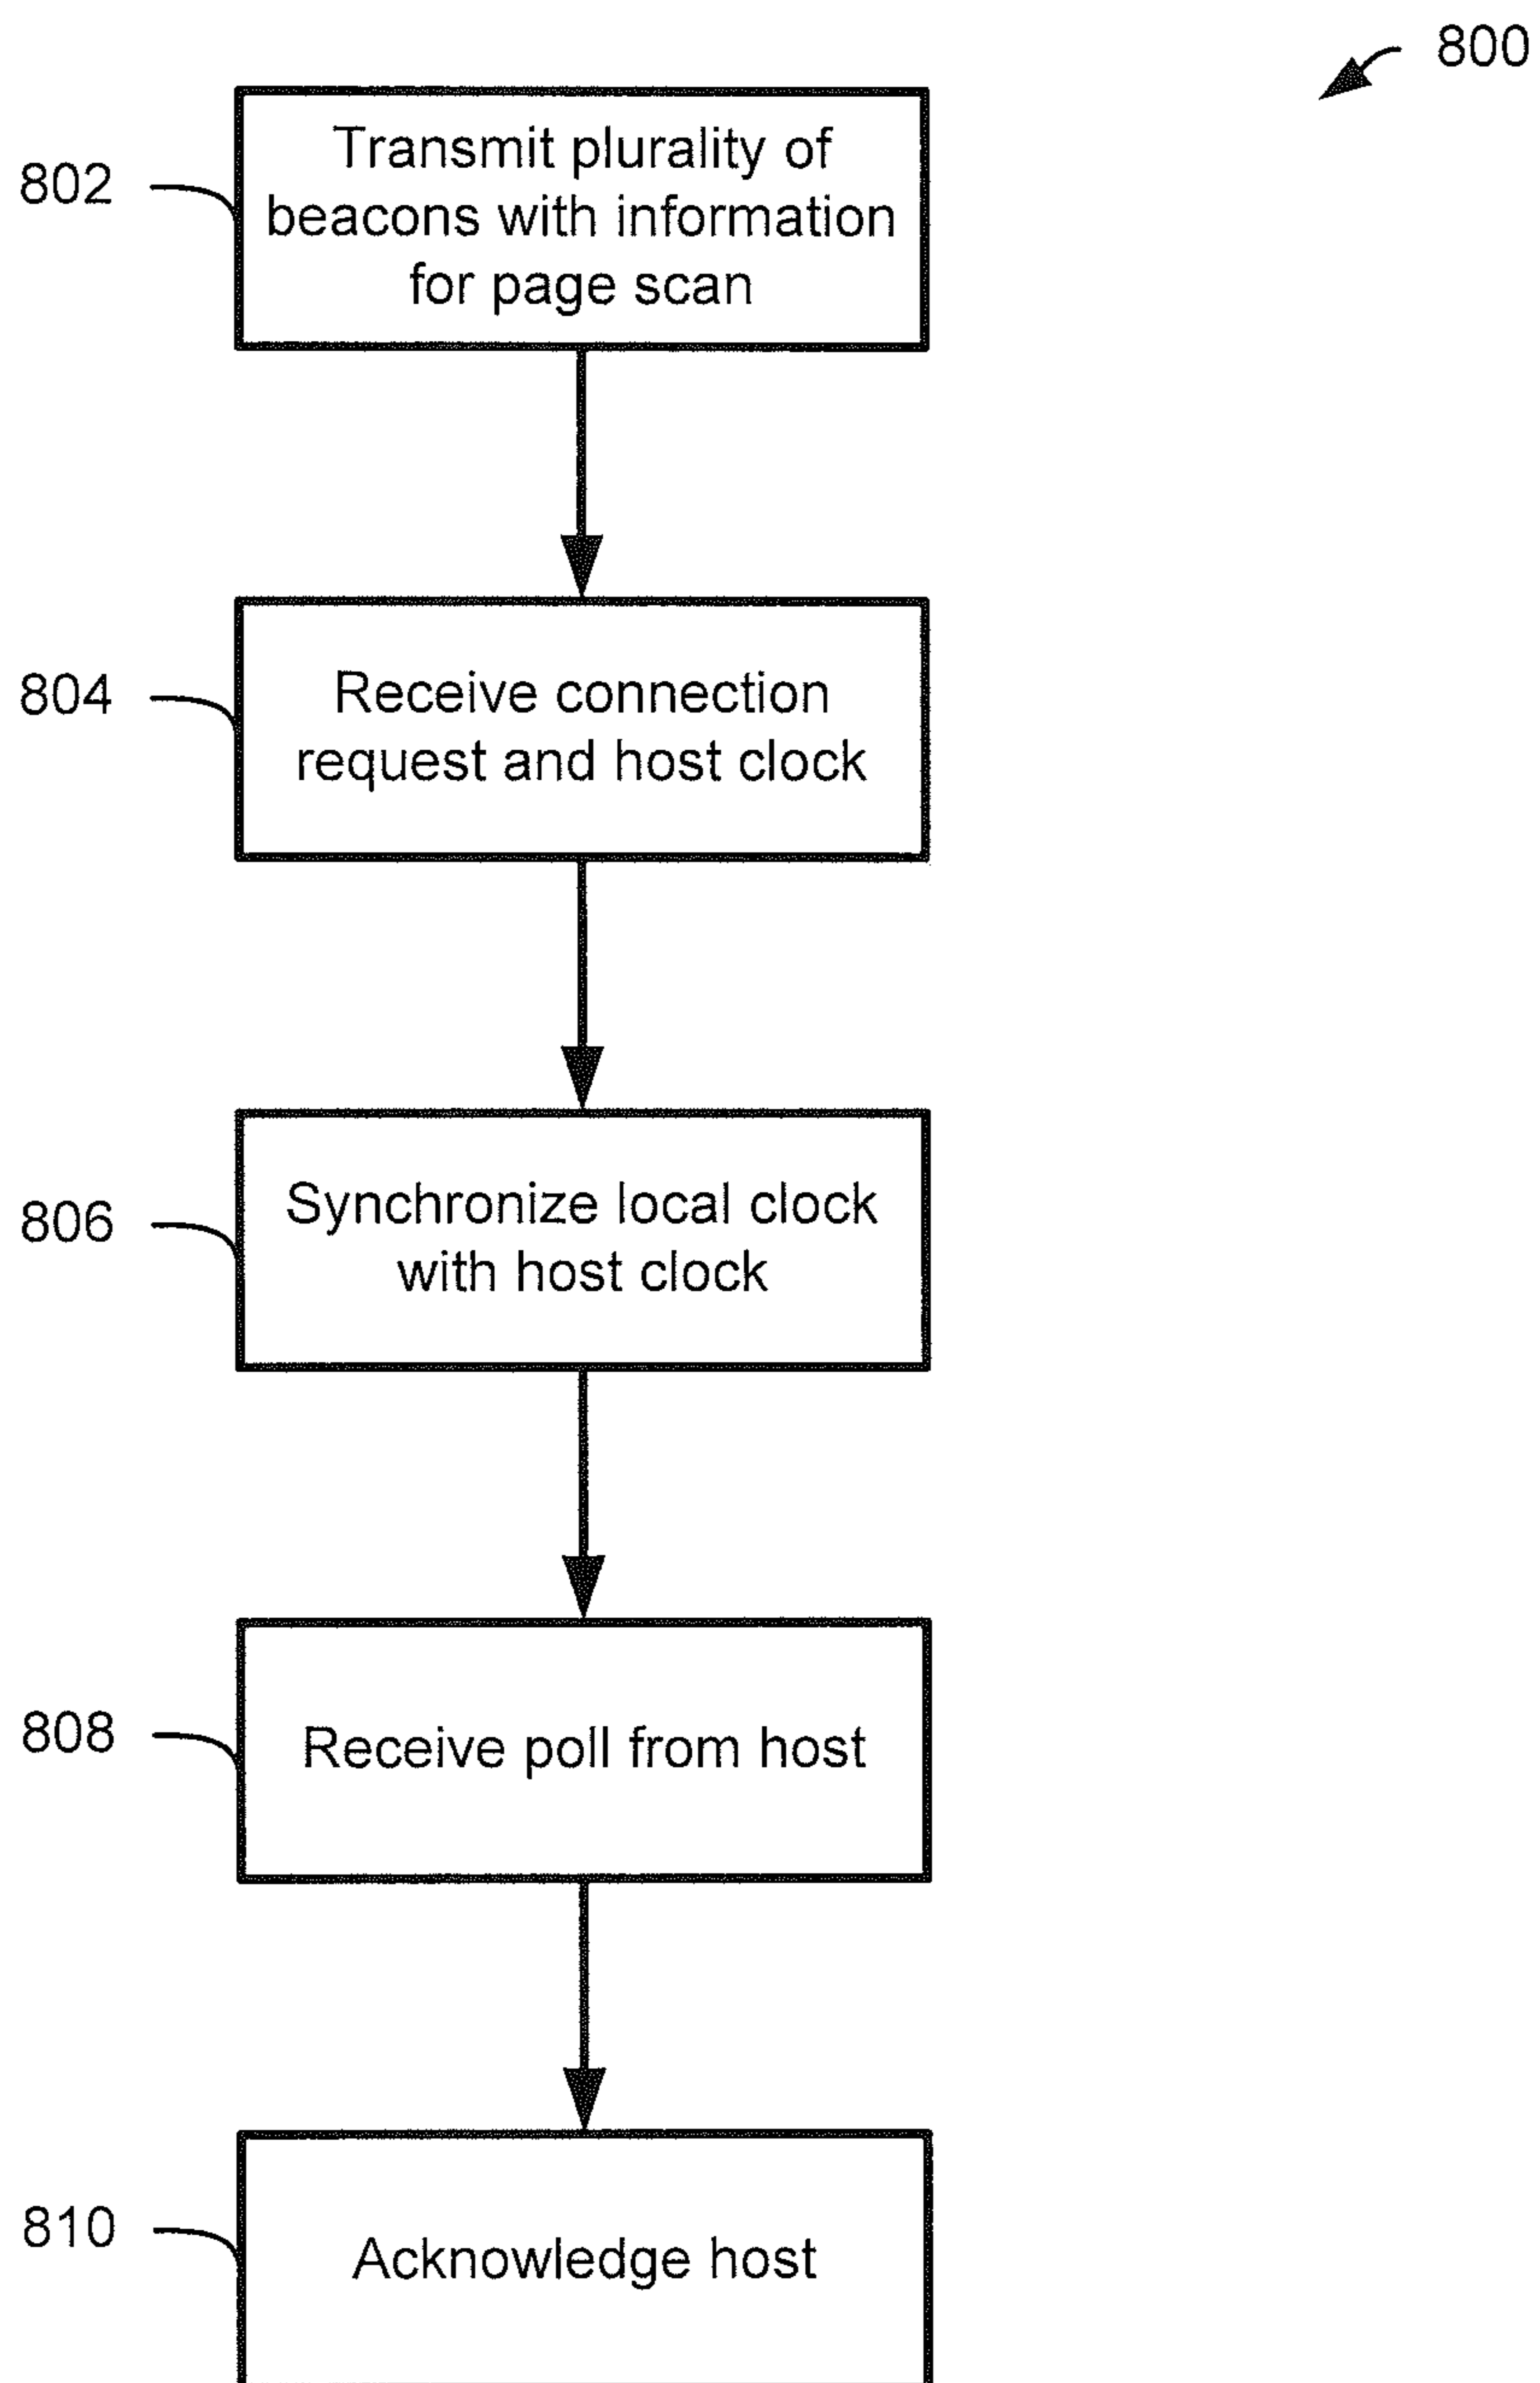 800
802
Transmit plurality of
beacons with information
for page scan
804
Receive connection
request and host clock
806
Synchronize local clock
with host clock
808
Receive poll from host
810
Acknowledge host